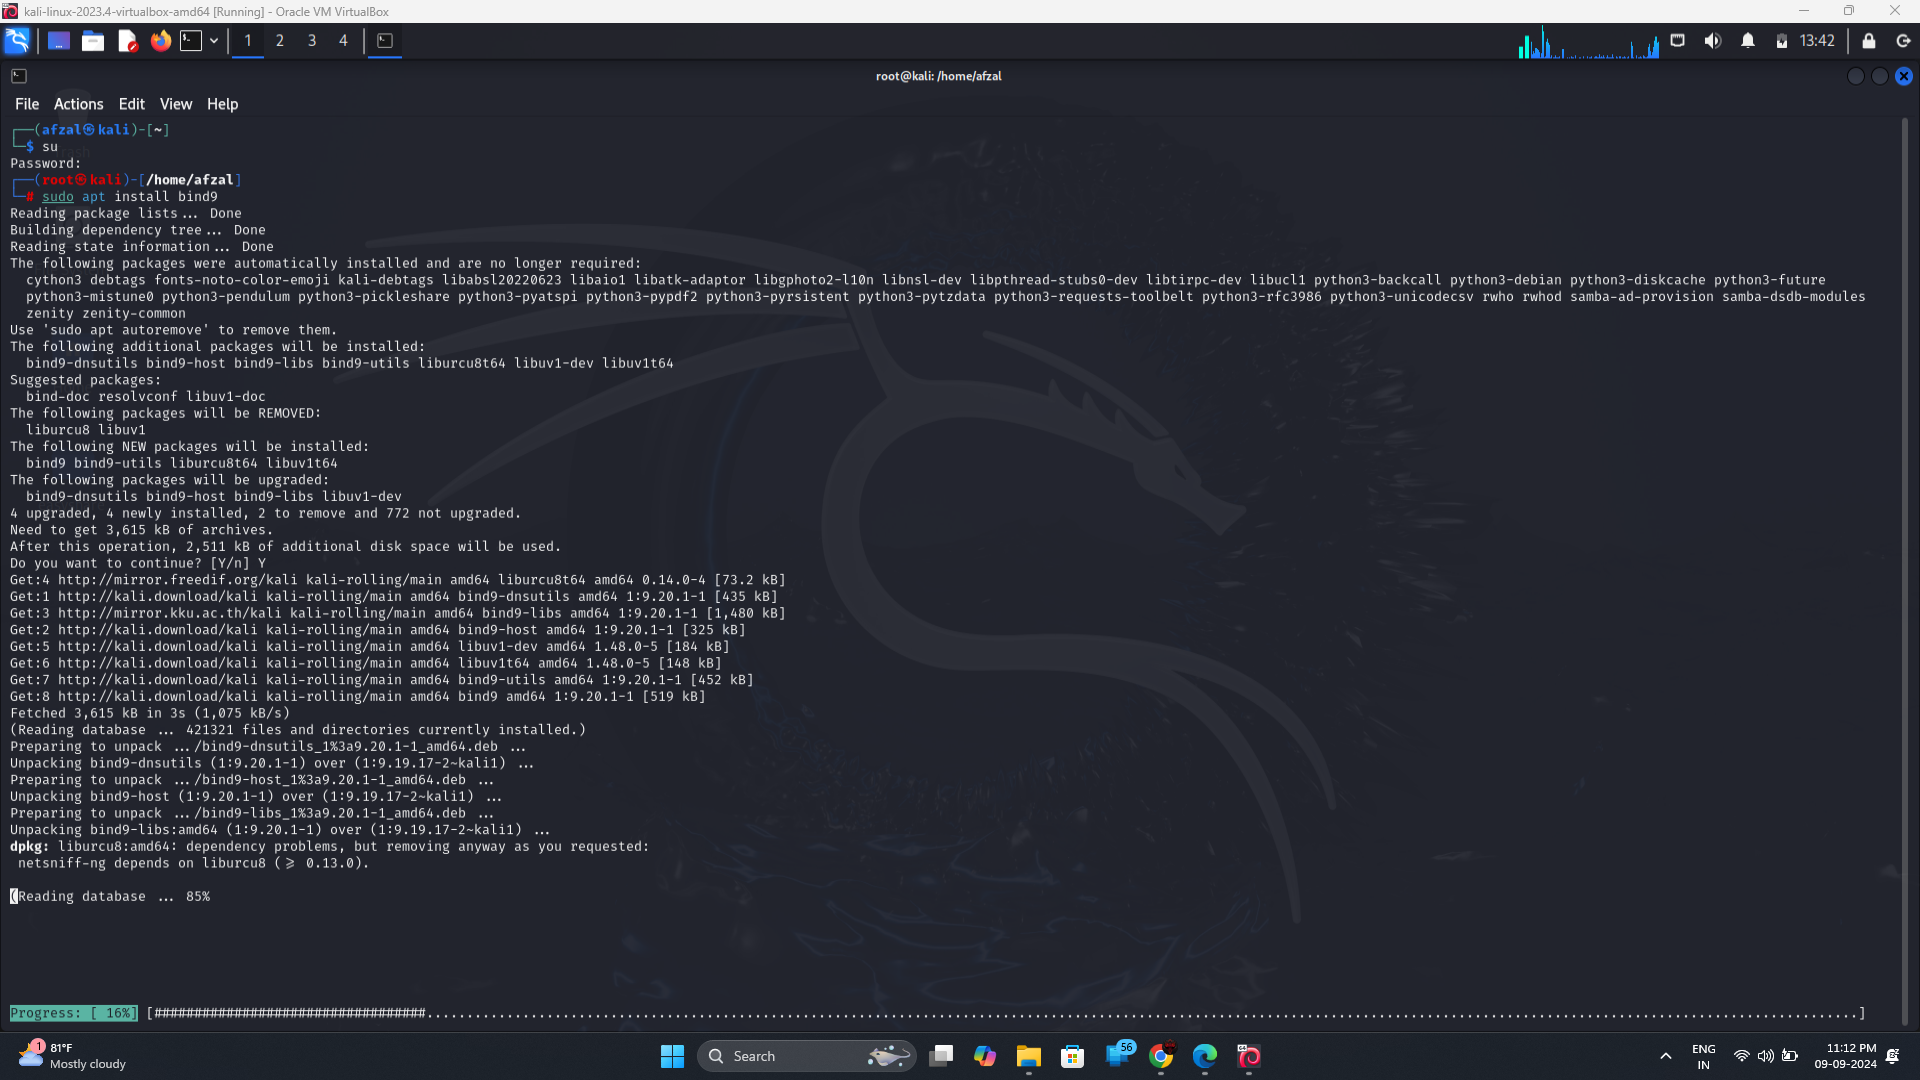 kali-linux-2023.4-virtualbox-amd64 [Running] - Oracle VM VirtualBox
1 2 3 4
13:42
root@kali: /home/afzal
File Actions Edit View Help
┌──(afzal㉿kali)-[~]
└─$ su
Password:
┌──(root㉿kali)-[/home/afzal]
└─# sudo apt install bind9
Reading package lists... Done
Building dependency tree... Done
Reading state information... Done
The following packages were automatically installed and are no longer required:
cython3 debtags fonts-noto-color-emoji kali-debtags libabsl20220623 libaio1 libatk-adaptor libgphoto2-l10n libnsl-dev libpthread-stubs0-dev libtirpc-dev libucl1 python3-backcall python3-debian python3-diskcache python3-future
python3-mistune0 python3-pendulum python3-pickleshare python3-pyatspi python3-pypdf2 python3-pyrsistent python3-pytzdata python3-requests-toolbelt python3-rfc3986 python3-unicodecsv rwho rwhod samba-ad-provision samba-dsdb-modules
zenity zenity-common
Use 'sudo apt autoremove' to remove them.
The following additional packages will be installed:
bind9-dnsutils bind9-host bind9-libs bind9-utils liburcu8t64 libuv1-dev libuv1t64
Suggested packages:
bind-doc resolvconf libuv1-doc
The following packages will be REMOVED:
liburcu8 libuv1
The following NEW packages will be installed:
bind9 bind9-utils liburcu8t64 libuv1t64
The following packages will be upgraded:
bind9-dnsutils bind9-host bind9-libs libuv1-dev
4 upgraded, 4 newly installed, 2 to remove and 772 not upgraded.
Need to get 3,615 kB of archives.
After this operation, 2,511 kB of additional disk space will be used.
Do you want to continue? [Y/n] Y
Get:4 http://mirror.freedif.org/kali kali-rolling/main amd64 liburcu8t64 amd64 0.14.0-4 [73.2 kB]
Get:1 http://kali.download/kali kali-rolling/main amd64 bind9-dnsutils amd64 1:9.20.1-1 [435 kB]
Get:3 http://mirror.kku.ac.th/kali kali-rolling/main amd64 bind9-libs amd64 1:9.20.1-1 [1,480 kB]
Get:2 http://kali.download/kali kali-rolling/main amd64 bind9-host amd64 1:9.20.1-1 [325 kB]
Get:5 http://kali.download/kali kali-rolling/main amd64 libuv1-dev amd64 1.48.0-5 [184 kB]
Get:6 http://kali.download/kali kali-rolling/main amd64 libuv1t64 amd64 1.48.0-5 [148 kB]
Get:7 http://kali.download/kali kali-rolling/main amd64 bind9-utils amd64 1:9.20.1-1 [452 kB]
Get:8 http://kali.download/kali kali-rolling/main amd64 bind9 amd64 1:9.20.1-1 [519 kB]
Fetched 3,615 kB in 3s (1,075 kB/s)
(Reading database ... 421321 files and directories currently installed.)
Preparing to unpack .../bind9-dnsutils_1%3a9.20.1-1_amd64.deb ...
Unpacking bind9-dnsutils (1:9.20.1-1) over (1:9.19.17-2~kali1) ...
Preparing to unpack .../bind9-host_1%3a9.20.1-1_amd64.deb ...
Unpacking bind9-host (1:9.20.1-1) over (1:9.19.17-2~kali1) ...
Preparing to unpack .../bind9-libs_1%3a9.20.1-1_amd64.deb ...
Unpacking bind9-libs:amd64 (1:9.20.1-1) over (1:9.19.17-2~kali1) ...
dpkg: liburcu8:amd64: dependency problems, but removing anyway as you requested:
netsniff-ng depends on liburcu8 (>= 0.13.0).
(Reading database ... 85%
Progress: [ 16%] [##################################...................................................................................................................................................................................]
1
81°F
Mostly cloudy
Search
56
ENG
IN
11:12 PM
09-09-2024